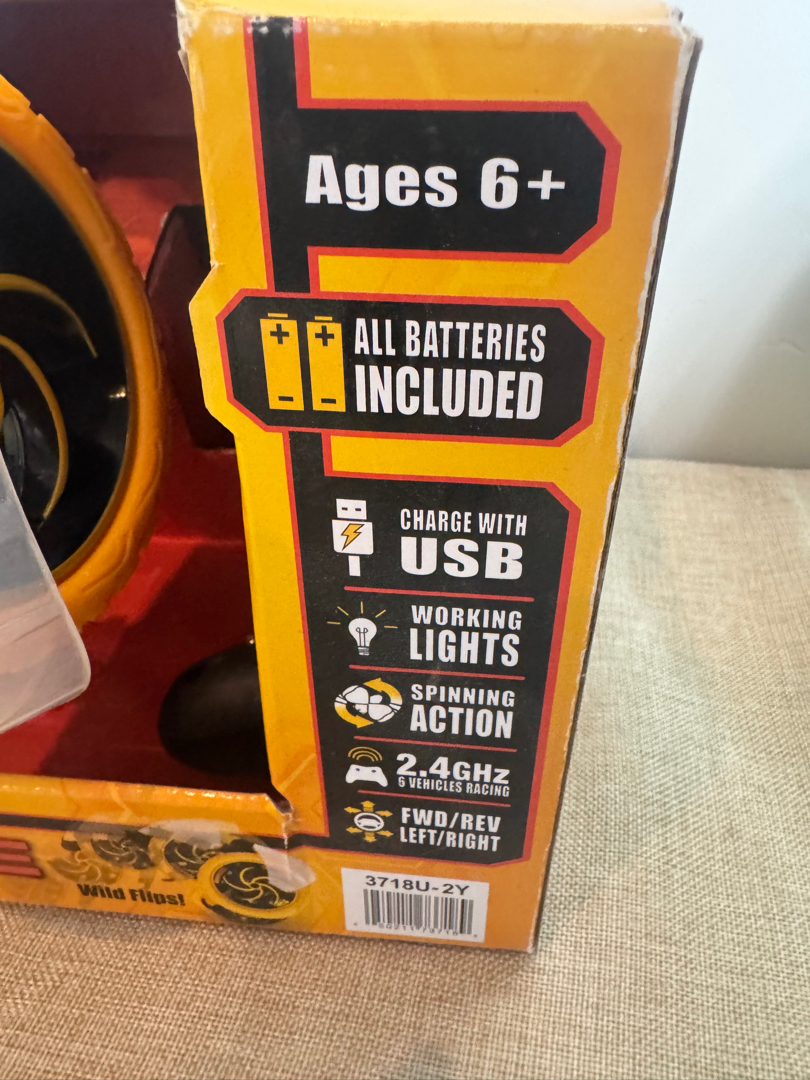 Ages 6+
ALL BATTERIES
INCLUDED
CHARGE WITH
USB
WORKING
LIGHTS
SPINNING
ACTION
2.4GHz
6 VEHICLES RACING
FWD/REV
LEFT/RIGHT
Wild Flips!
3718U-2Y